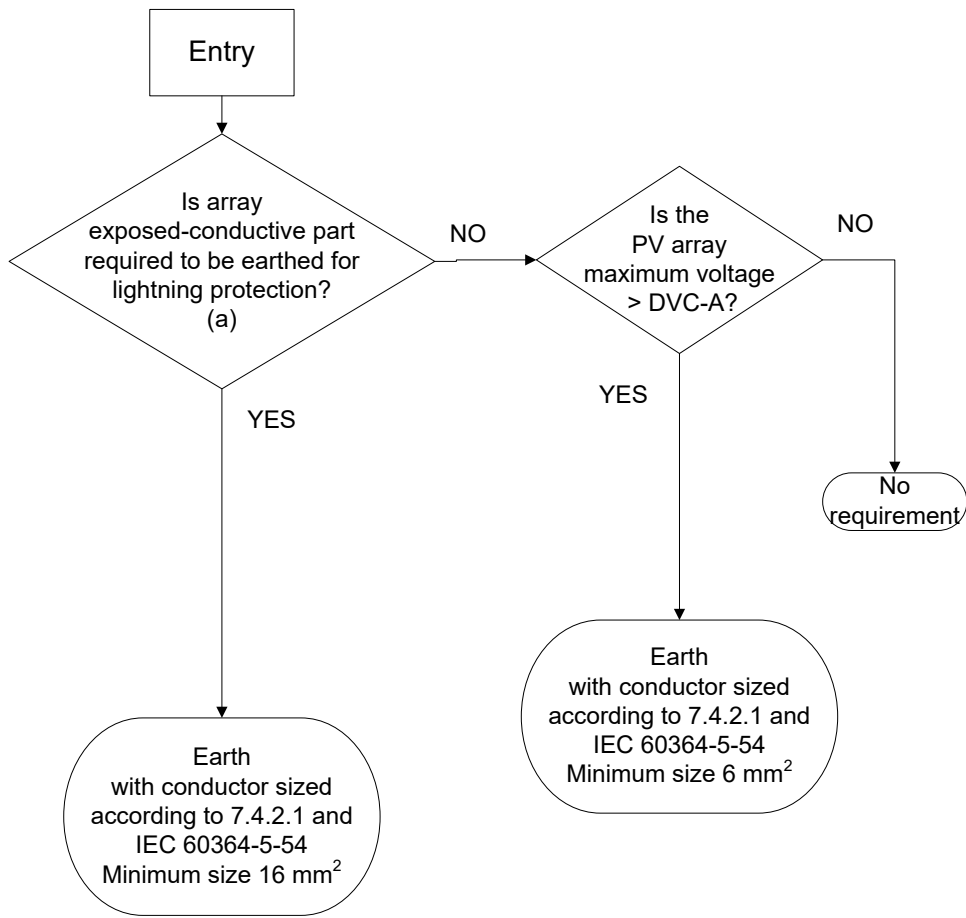 Entry
Is array
exposed-conductive part
required to be earthed for
lightning protection?
(a)
NO
Is the
PV array
maximum voltage
> DVC-A?
NO
YES
YES
No
requirement
Earth
with conductor sized
according to 7.4.2.1 and
IEC 60364-5-54
Minimum size 6 mm²
Earth
with conductor sized
according to 7.4.2.1 and
IEC 60364-5-54
Minimum size 16 mm²